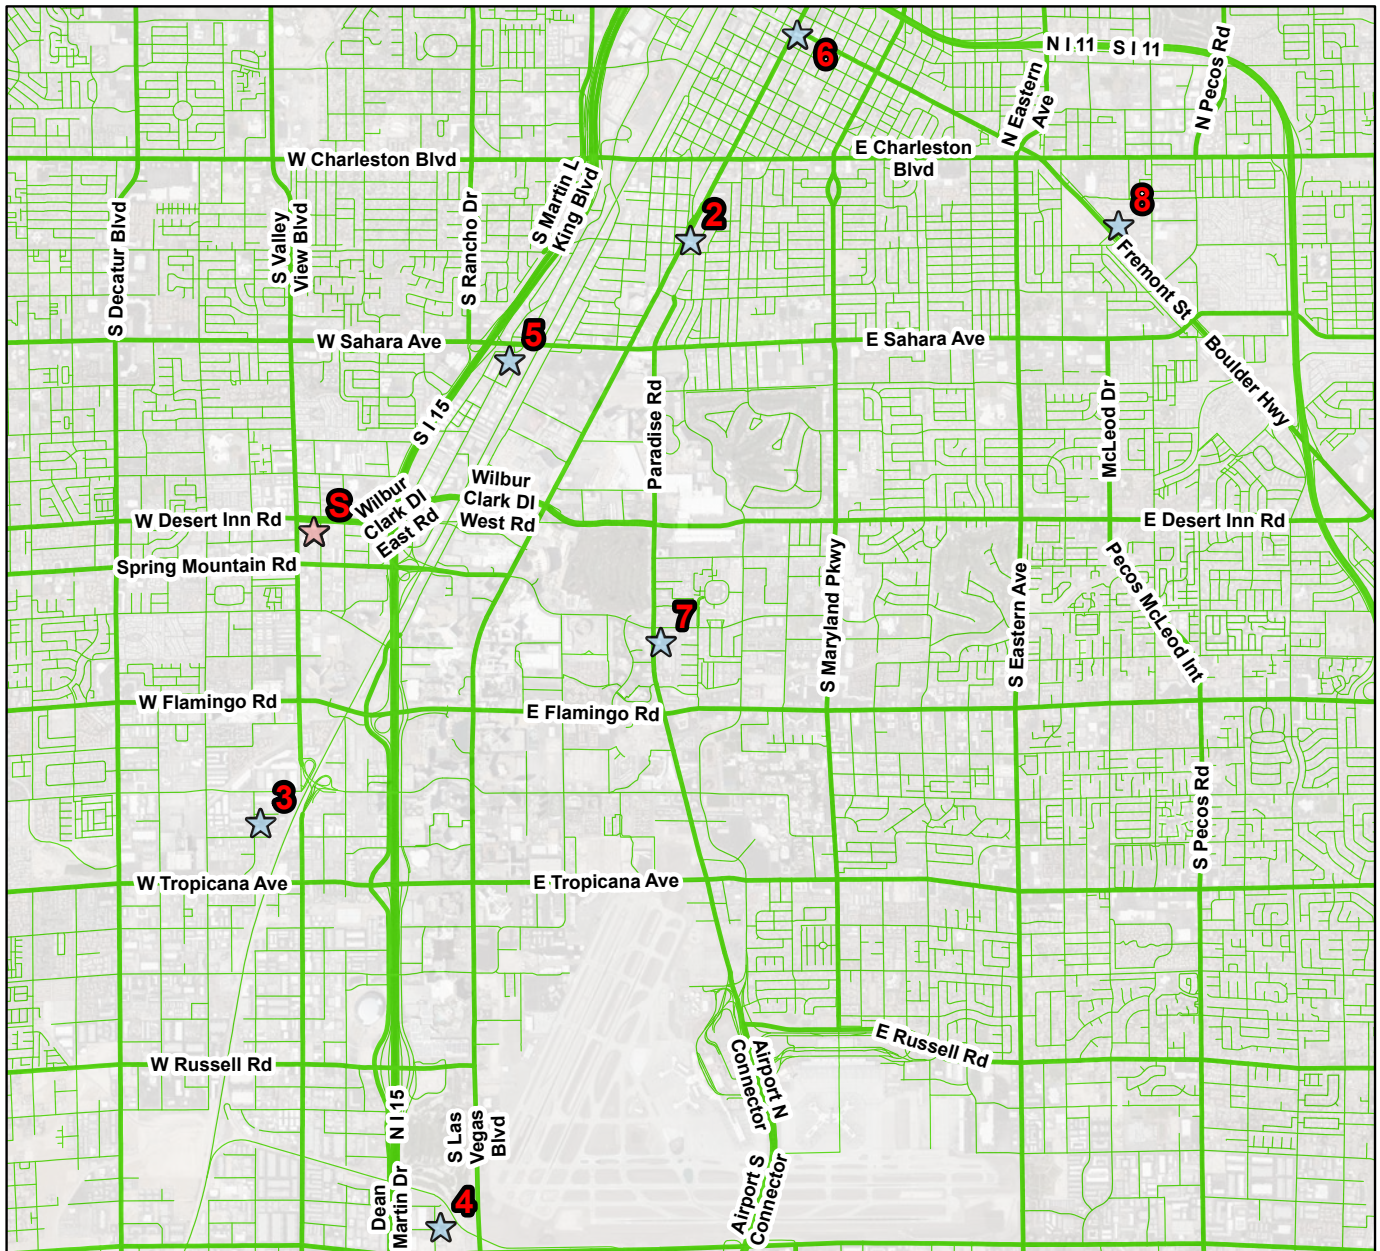 N I 11
S I 11
6
N Pecos Rd
N Eastern
Ave
W Charleston Blvd
E Charleston
Blvd
S Martin L
King Blvd
8
2
S Decatur Blvd
S Valley
View Blvd
S Rancho Dr
Fremont St
5
W Sahara Ave
E Sahara Ave
Boulder Hwy
S I 15
Paradise Rd
McLeod Dr
S
Wilbur
Clark DI
East Rd
Wilbur
Clark DI
West Rd
W Desert Inn Rd
E Desert Inn Rd
Spring Mountain Rd
7
S Maryland Pkwy
S Eastern Ave
Pecos McLeod Int
W Flamingo Rd
E Flamingo Rd
3
S Pecos Rd
W Tropicana Ave
E Tropicana Ave
E Russell Rd
W Russell Rd
Airport N
Connector
N I 15
S Las
Vegas
Blvd
Dean
Martin Dr
4
Airport S
Connector